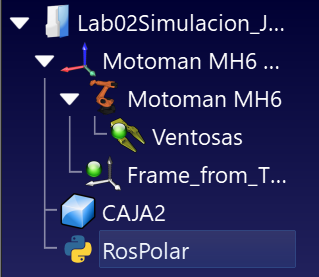 Lab02Simulacion_J...
Motoman MH6 ...
Motoman MH6
Ventosas
Frame_from_T...
CAJA2
RosPolar